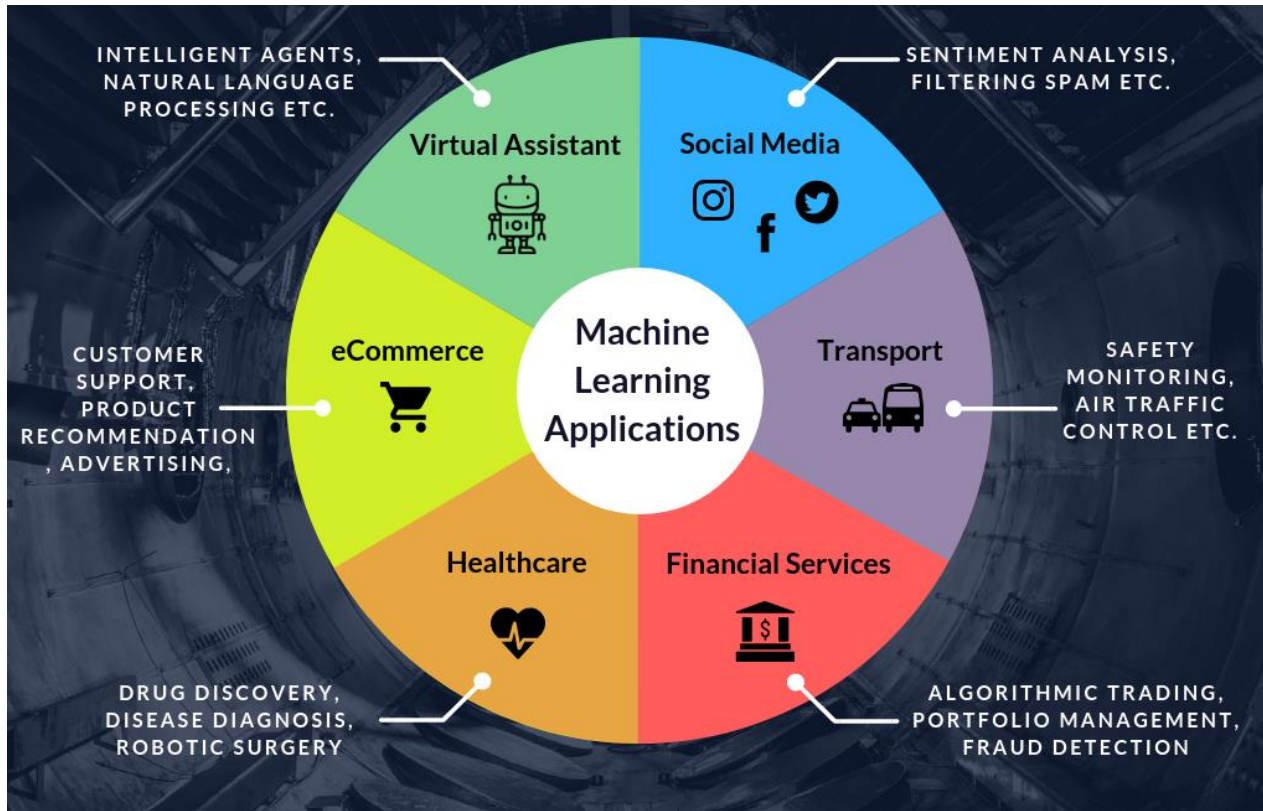 INTELLIGENT AGENTS,
NATURAL LANGUAGE
PROCESSING ETC.
SENTIMENT ANALYSIS,
FILTERING SPAM ETC.
Virtual Assistant
Social Media
eCommerce
Machine
Learning
Applications
Transport
CUSTOMER
SUPPORT,
PRODUCT
RECOMMENDATION
, ADVERTISING,
SAFETY
MONITORING,
AIR TRAFFIC
CONTROL ETC.
Healthcare
Financial Services
$
DRUG DISCOVERY,
DISEASE DIAGNOSIS,
ROBOTIC SURGERY
ALGORITHMIC TRADING,
PORTFOLIO MANAGEMENT,
FRAUD DETECTION